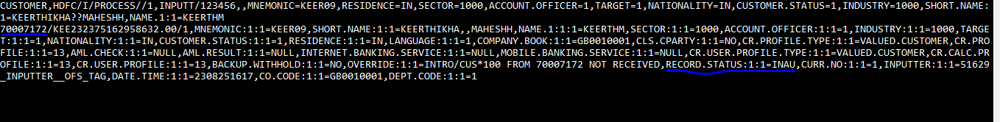 CUSTOMER,HDFC/I/PROCESS//1,INPUTT/123456,,MNEMONIC=KEER09,RESIDENCE=IN,SECTOR=1000,ACCOUNT.OFFICER=1,TARGET=1,NATIONALITY=IN,CUSTOMER.STATUS=1,INDUSTRY=1000,SHORT.NAME:
1=KEERTHIKHA??MAHESHH,NAME.1:1=KEERTHM
70007172/KEE232375162958632.00/1,MNEMONIC:1:1=KEER09,SHORT.NAME:1:1=KEERTHIKHA,,MAHESHH,NAME.1:1:1=KEERTHM,SECTOR:1:1=1000,ACCOUNT.OFFICER:1:1=1,INDUSTRY:1:1=1000,TARGE
T:1:1=1,NATIONALITY:1:1=IN,CUSTOMER.STATUS:1:1=1,RESIDENCE:1:1=IN,LANGUAGE:1:1=1,COMPANY.BOOK:1:1=GB0010001,CLS.CPARTY:1:1=NO,CR.PROFILE.TYPE:1:1=VALUED.CUSTOMER,CR.PRO
FILE:1:1=13,AML.CHECK:1:1=NULL,AML.RESULT:1:1=NULL,INTERNET.BANKING.SERVICE:1:1=NULL,MOBILE.BANKING.SERVICE:1:1=NULL,CR.USER.PROFILE.TYPE:1:1=VALUED.CUSTOMER,CR.CALC.PR
OFILE:1:1=13,CR.USER.PROFILE:1:1=13,BACKUP.WITHHOLD:1:1=NO,OVERRIDE:1:1=INTRO/CUS*100 FROM 70007172 NOT RECEIVED,RECORD.STATUS:1:1=INAU,CURR.NO:1:1=1,INPUTTER:1:1=51629
_INPUTTER__OFS_TAG,DATE.TIME:1:1=2308251617,CO.CODE:1:1=GB0010001,DEPT.CODE:1:1=1